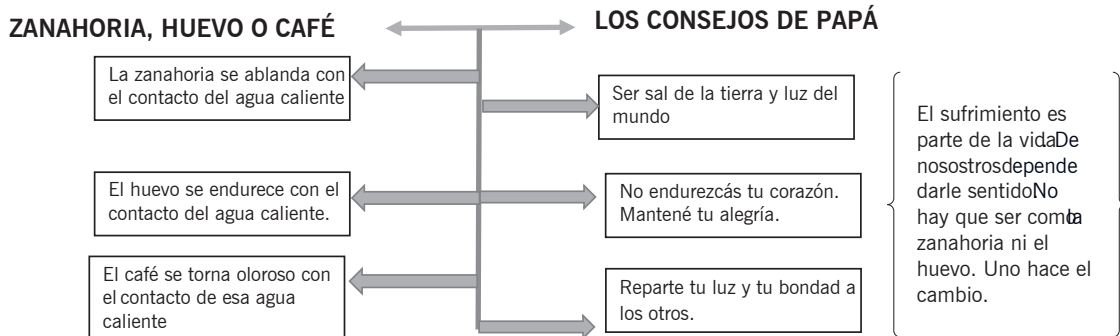 ZANAHORIA, HUEVO O CAFÉ
LOS CONSEJOS DE PAPÁ
La zanahoria se ablanda con
el contacto del agua caliente
Ser sal de la tierra y luz del
mundo
El huevo se endurece con el
contacto del agua caliente.
No endurezcás tu corazón.
Mantené tu alegría.
El café se torna oloroso con
el contacto de esa agua
caliente
Reparte tu luz y tu bondad a
los otros.
El sufrimiento es
parte de la vidaDe
nosostrosdepende
darle sentidoNo
hay que ser comola
zanahoria ni el
huevo. Uno hace el
cambio.